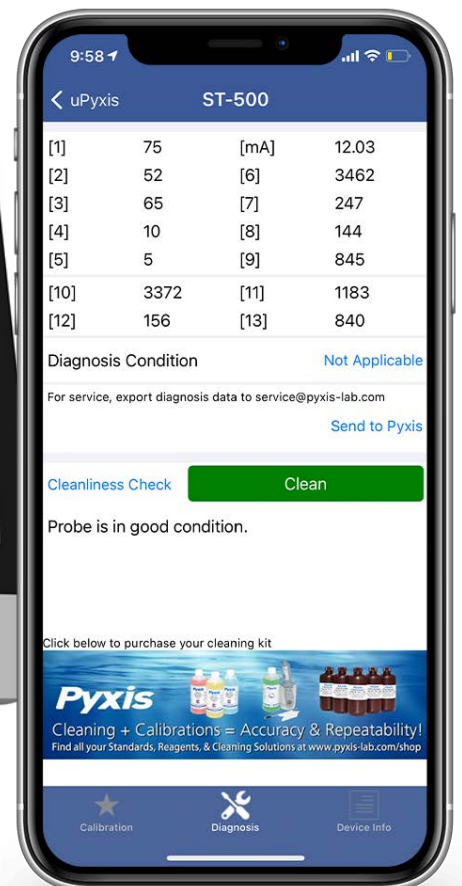 9:58
uPyxis ST-500
[1] 75 [mA] 12.03
[2] 52 [6] 3462
[3] 65 [7] 247
[4] 10 [8] 144
[5] 5 [9] 845
[10] 3372 [11] 1183
[12] 156 [13] 840
Diagnosis Condition Not Applicable
For service, export diagnosis data to service@pyxis-lab.com
Send to Pyxis
Cleanliness Check Clean
Probe is in good condition.
Click below to purchase your cleaning kit
Pyxis
Cleaning + Calibrations = Accuracy & Repeatability!
Find all your Standards, Reagents, & Cleaning Solutions at www.pyxis-lab.com/shop
Calibration Diagnosis Device Info